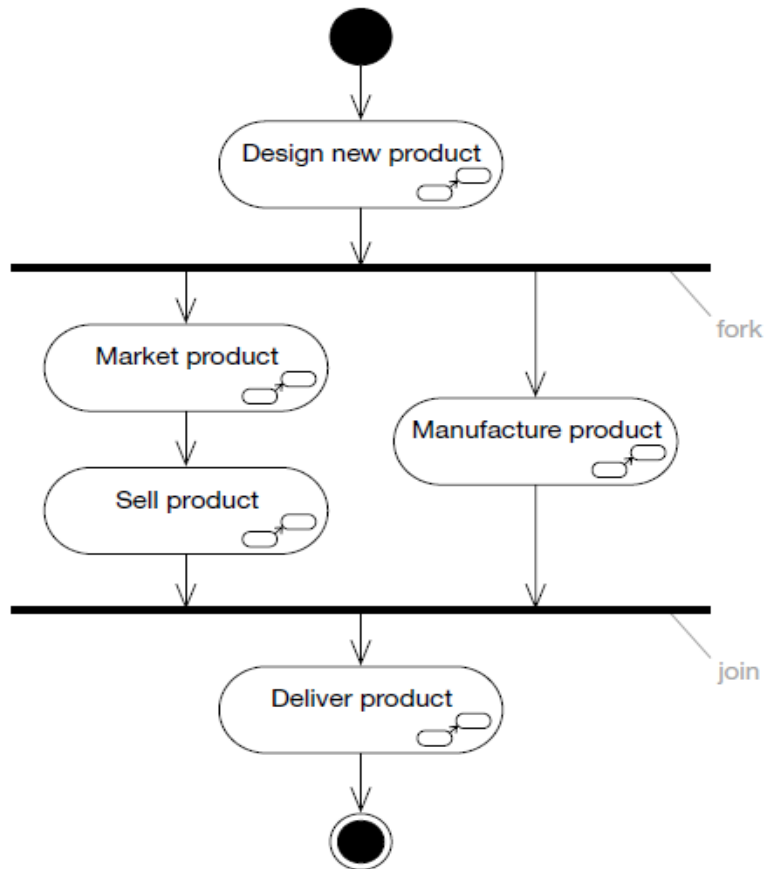 Design new product
fork
Market product
Manufacture product
Sell product
join
Deliver product